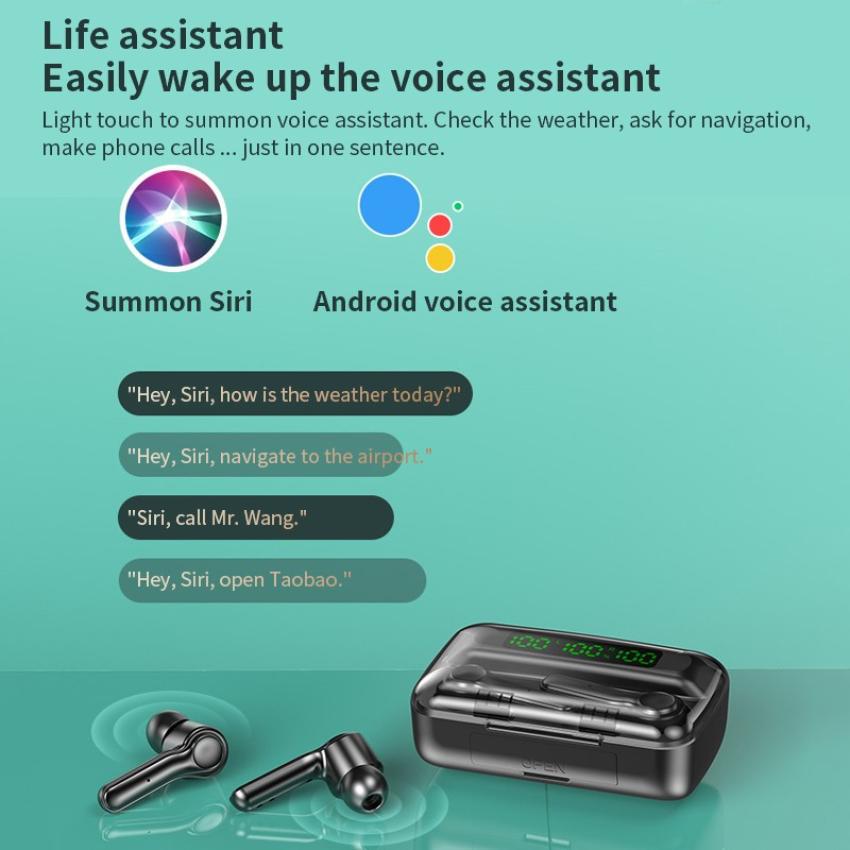 Life assistant
Easily wake up the voice assistant
Light touch to summon voice assistant. Check the weather, ask for navigation,
make phone calls ... just in one sentence.
Summon Siri
Android voice assistant
"Hey, Siri, how is the weather today?"
"Hey, Siri, navigate to the airport."
"Siri, call Mr. Wang."
"Hey, Siri, open Taobao."
100 100 100
OPEN